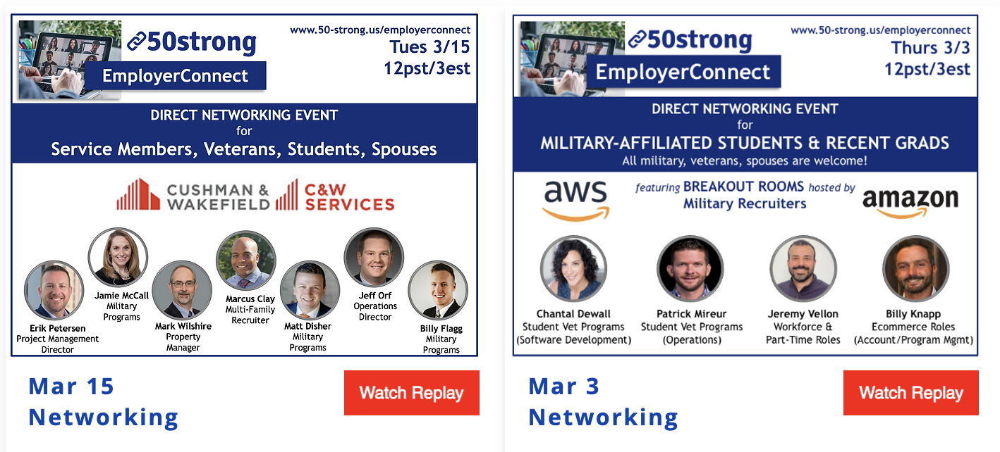 50strong
EmployerConnect
www.50-strong.us/employerconnect
Tues 3/15
12pst/3est
DIRECT NETWORKING EVENT
for
Service Members, Veterans, Students, Spouses
CUSHMAN &
WAKEFIELD
C&W
SERVICES
Erik Petersen
Project Management
Director
Jamie McCall
Military
Programs
Mark Wilshire
Property
Manager
Marcus Clay
Multi-Family
Recruiter
Matt Disher
Military
Programs
Jeff Orf
Operations
Director
Billy Flagg
Military
Programs
Mar 15
Networking
Watch Replay
50strong
EmployerConnect
www.50-strong.us/employerconnect
Thurs 3/3
12pst/3est
DIRECT NETWORKING EVENT
for
MILITARY-AFFILIATED STUDENTS & RECENT GRADS
All military, veterans, spouses are welcome!
aws
featuring BREAKOUT ROOMS hosted by
Military Recruiters
amazon
Chantal Dewall
Student Vet Programs
(Software Development)
Patrick Mireur
Student Vet Programs
(Operations)
Jeremy Vellon
Workforce &
Part-Time Roles
Billy Knapp
Ecommerce Roles
(Account/Program Mgmt)
Mar 3
Networking
Watch Replay